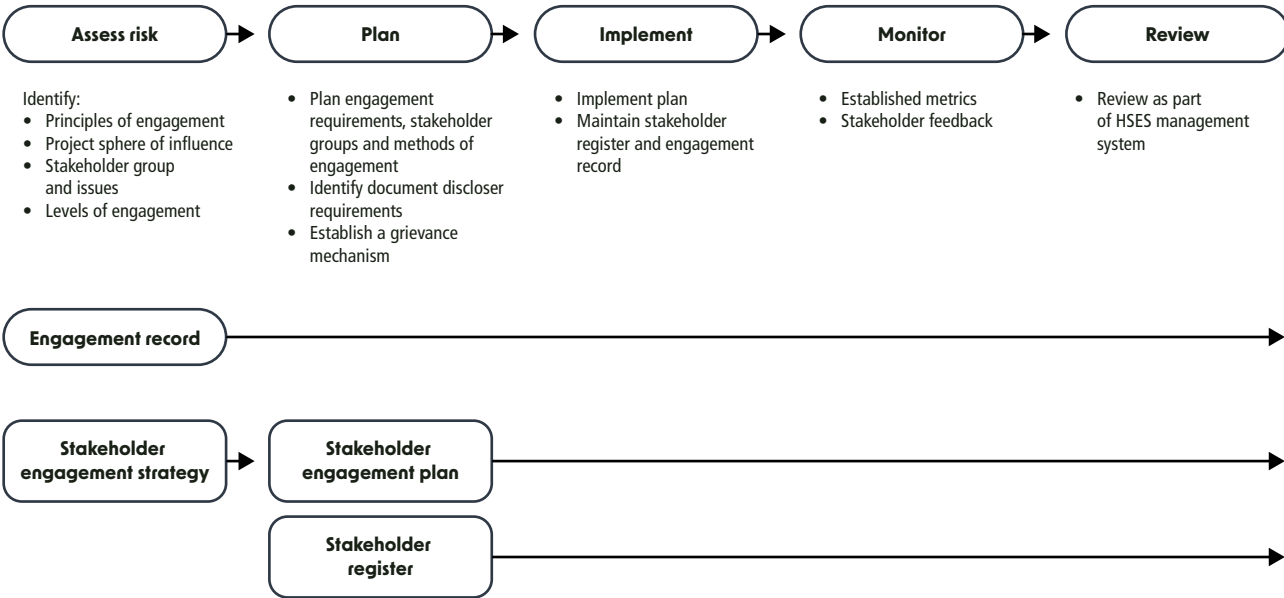 Assess risk
Plan
Implement
Monitor
Review
Identify:
• Principles of engagement
• Project sphere of influence
• Stakeholder group
and issues
• Levels of engagement
• Plan engagement
requirements, stakeholder
groups and methods of
engagement
• Identify document discloser
requirements
• Establish a grievance
mechanism
• Implement plan
• Maintain stakeholder
register and engagement
record
• Established metrics
• Stakeholder feedback
• Review as part
of HSES management
system
Engagement record
Stakeholder
engagement strategy
Stakeholder
engagement plan
Stakeholder
register